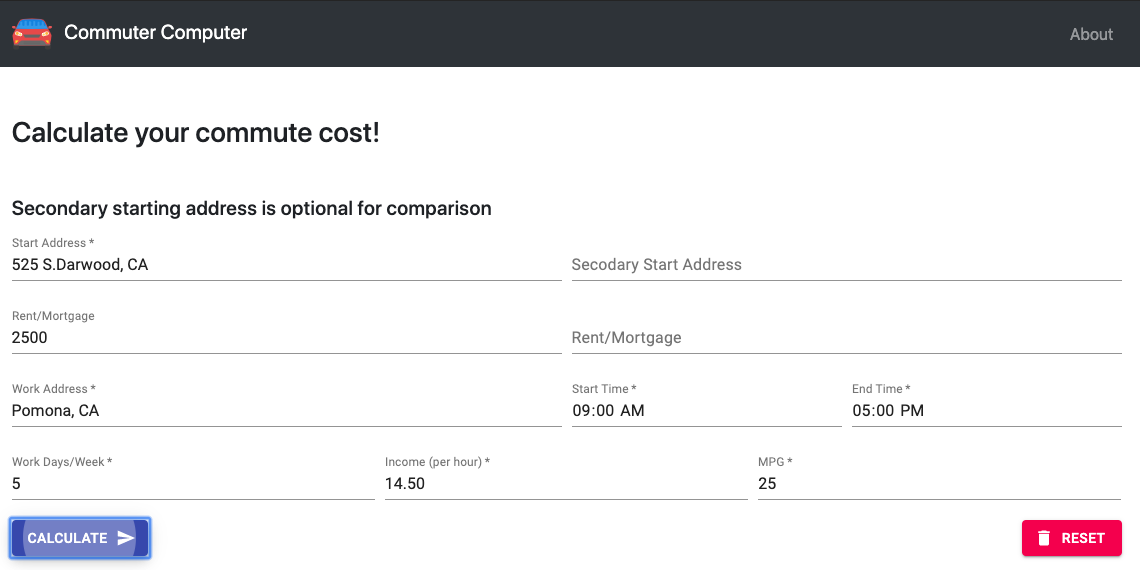 Commuter Computer
About
Calculate your commute cost!
Secondary starting address is optional for comparison
Start Address *
525 S.Darwood, CA
Secodary Start Address
Rent/Mortgage
2500
Rent/Mortgage
Work Address *
Pomona, CA
Start Time *
09:00 AM
End Time *
05:00 PM
Work Days/Week *
5
Income (per hour) *
14.50
MPG *
25
CALCULATE
RESET